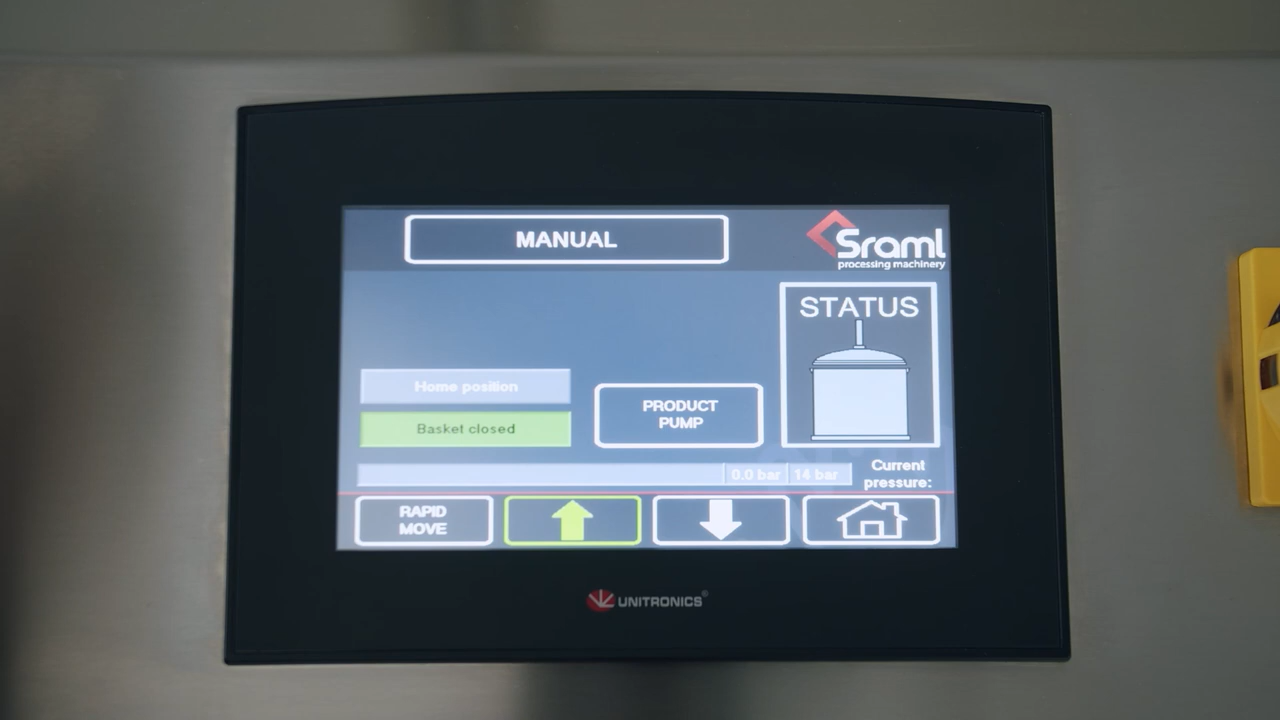 MANUAL
Sraml
processing machinery
STATUS
Home position
Basket closed
PRODUCT
PUMP
0.0 bar 14 bar
Current
pressure:
RAPID
MOVE
UNITRONICS®